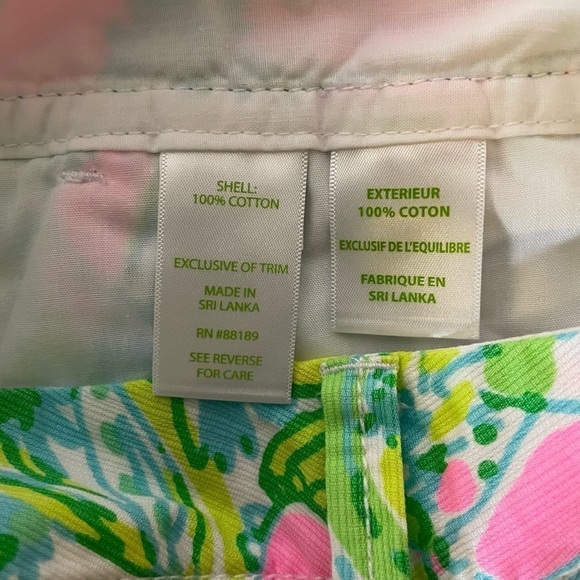 SHELL:
100% COTTON
EXCLUSIVE OF TRIM
MADE IN
SRI LANKA
RN #88189
SEE REVERSE
FOR CARE
EXTERIEUR
100% COTON
EXCLUSIF DE L'EQUILIBRE
FABRIQUE EN
SRI LANKA